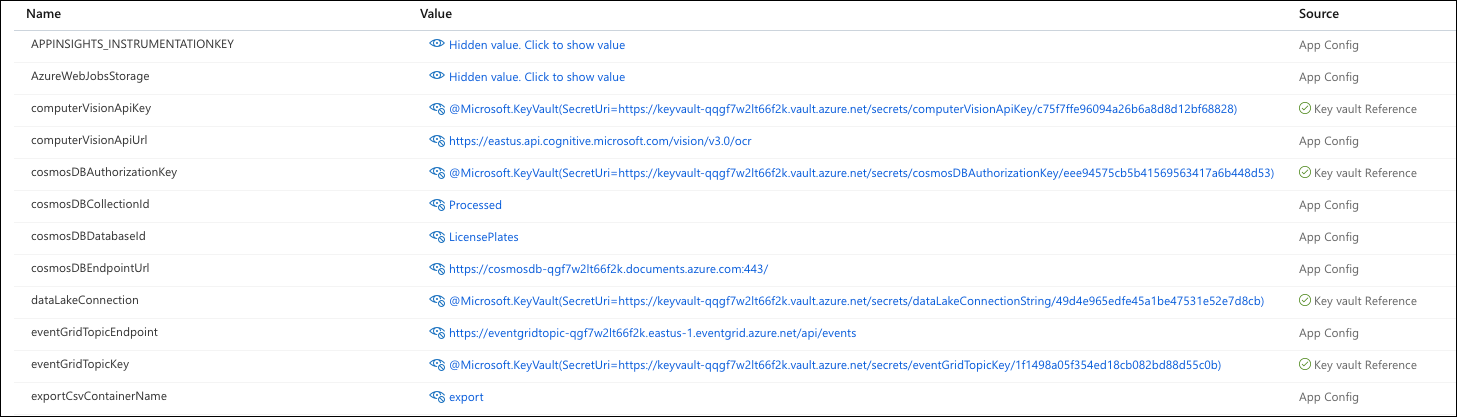 Name Value Source
APPINSIGHTS_INSTRUMENTATIONKEY Hidden value. Click to show value App Config
AzureWebJobsStorage Hidden value. Click to show value App Config
computerVisionApiKey @Microsoft.KeyVault(SecretUri=https://keyvault-qqgf7w2lt66f2k.vault.azure.net/secrets/computerVisionApiKey/c75f7ffe96094a26b6a8d8d12bf68828) Key vault Reference
computerVisionApiUrl https://eastus.api.cognitive.microsoft.com/vision/v3.0/ocr App Config
cosmosDBAuthorizationKey @Microsoft.KeyVault(SecretUri=https://keyvault-qqgf7w2lt66f2k.vault.azure.net/secrets/cosmosDBAuthorizationKey/eee94575cb5b41569563417a6b448d53) Key vault Reference
cosmosDBCollectionId Processed App Config
cosmosDBDatabaseId LicensePlates App Config
cosmosDBEndpointUrl https://cosmosdb-qgf7w2lt66f2k.documents.azure.com:443/ App Config
dataLakeConnection @Microsoft.KeyVault(SecretUri=https://keyvault-qqgf7w2lt66f2k.vault.azure.net/secrets/dataLakeConnectionString/49d4e965edfe45a1be47531e52e7d8cb) Key vault Reference
eventGridTopicEndpoint https://eventgridtopic-qgf7w2lt66f2k.eastus-1.eventgrid.azure.net/api/events App Config
eventGridTopicKey @Microsoft.KeyVault(SecretUri=https://keyvault-qqgf7w2lt66f2k.vault.azure.net/secrets/eventGridTopicKey/1f1498a05f354ed18cb082bd88d55c0b) Key vault Reference
exportCsvContainerName export App Config